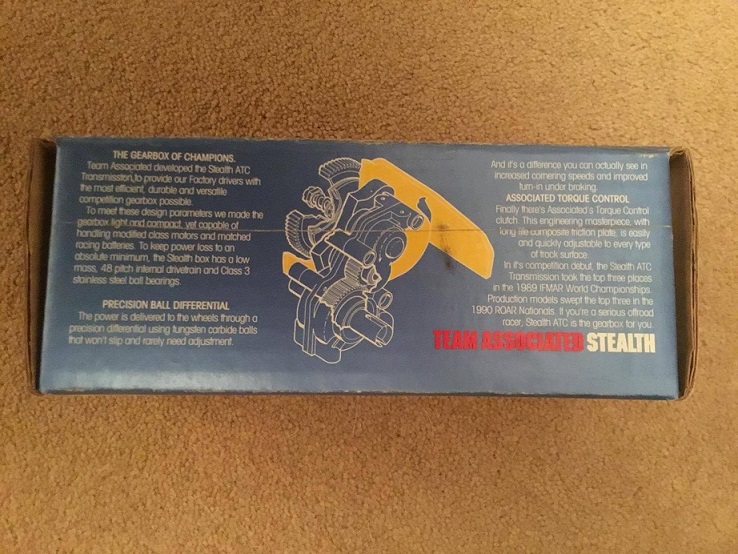 THE GEARBOX OF CHAMPIONS.
Team Associated developed the Stealth ATC
Transmission,to provide our Factory drivers with
the most efficient, durable and versatile
competition gearbox possible.
To meet these design parameters we made the
gearbox light and compact, yet capable of
handling modified class motors and matched
racing batteries. To keep power loss to an
absolute minimum, the Stealth box has a low
mass, 48 pitch internal drivetrain and Class 3
stainless steel ball bearings.
PRECISION BALL DIFFERENTIAL
The power is delivered to the wheels through a
precision differential using tungsten carbide balls
that won't slip and rarely need adjustment.
And it's a difference you can actually see in
increased cornering speeds and improved
turn-in under braking.
ASSOCIATED TORQUE CONTROL
Finally there's Associated's Torque Control
clutch. This engineering masterpiece, with
long life composite friction plate, is easily
and quickly adjustable to every type
of track surface.
In it's competition debut, the Stealth ATC
Transmission took the top three places
in the 1989 IFMAR World Championships.
Production models swept the top three in the
1990 ROAR Nationals. If you're a serious offroad
racer, Stealth ATC is the gearbox for you.
TEAM ASSOCIATED STEALTH